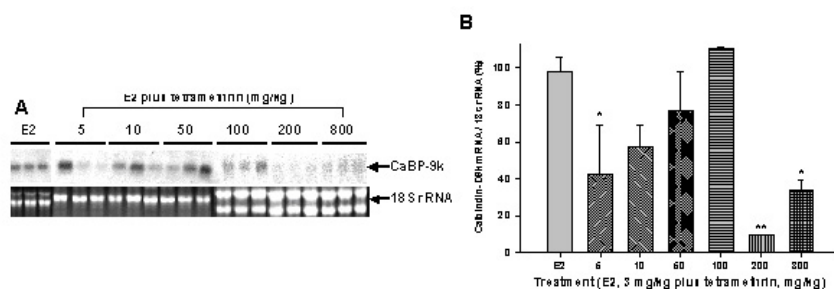 A
E2 plus tetramethrin (mg/kg)
E2 5 10 50 100 200 800
CaBP-9k
18S rRNA
B
Calbindin-D9k mRNA / 18S rRNA (%)
100
80
60
40
20
0
* ** *
E2 5 10 50 100 200 800
Treatment (E2, 3 mg/kg plus tetramethrin, mg/kg)